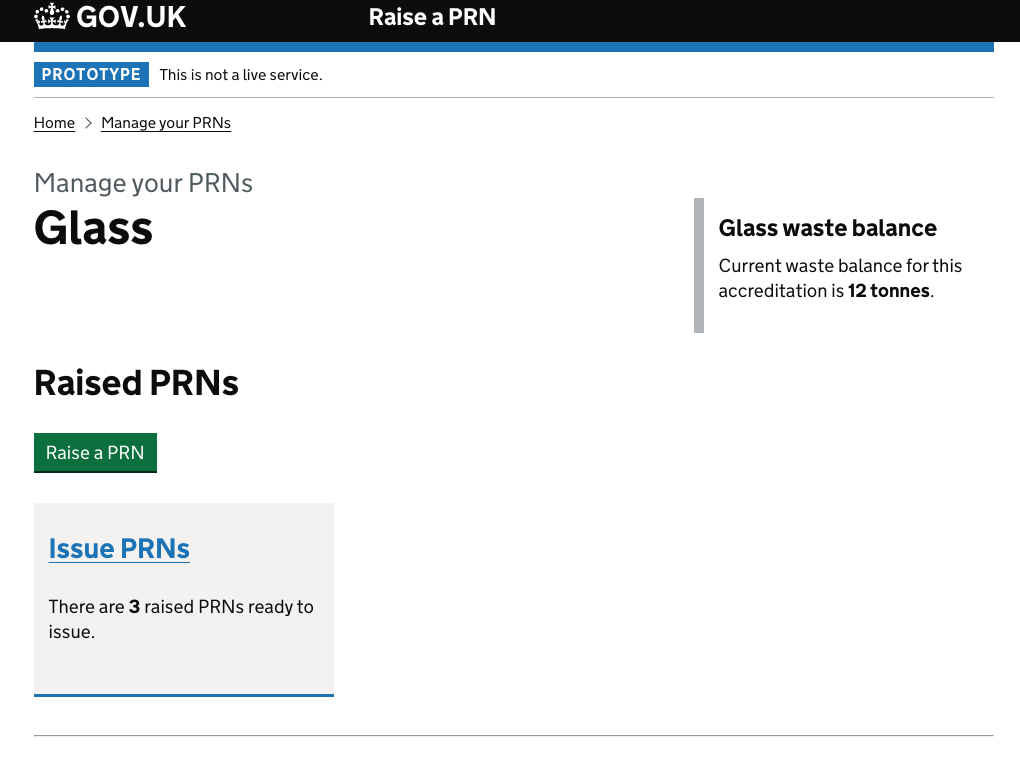 GOV.UK
Raise a PRN
PROTOTYPE
This is not a live service.
Home
Manage your PRNs
Manage your PRNs
Glass
Glass waste balance
Current waste balance for this
accreditation is 12 tonnes.
Raised PRNs
Raise a PRN
Issue PRNs
There are 3 raised PRNs ready to
issue.